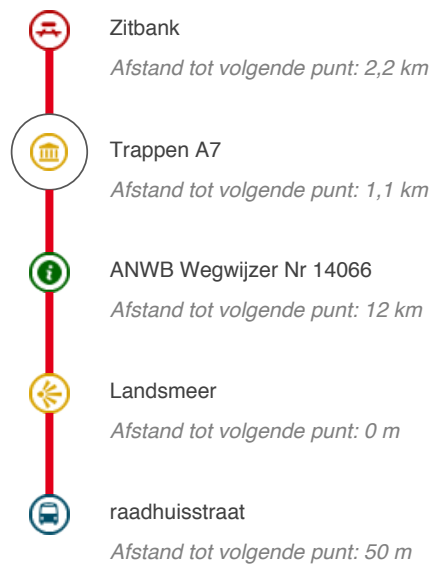 Zitbank
Afstand tot volgende punt: 2,2 km
Trappen A7
Afstand tot volgende punt: 1,1 km
ANWB Wegwijzer Nr 14066
Afstand tot volgende punt: 12 km
Landsmeer
Afstand tot volgende punt: 0 m
raadhuisstraat
Afstand tot volgende punt: 50 m